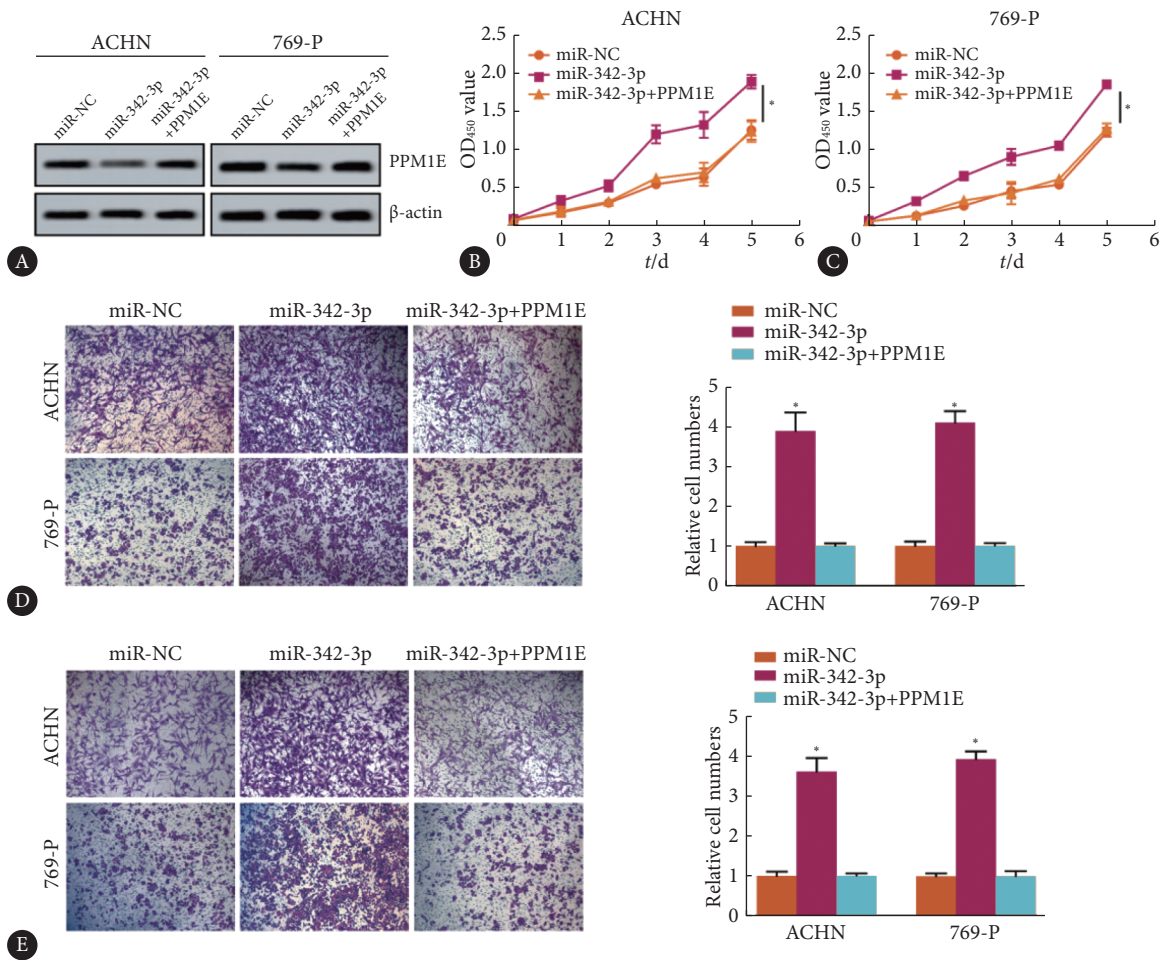 ACHN
769-P
miR-NC
miR-342-3p
miR-342-3p
+PPM1E
miR-NC
miR-342-3p
miR-342-3p
+PPM1E
PPM1E
β-actin
A
ACHN
2.5
2.0
1.5
1.0
0.5
0
1
2
3
4
5
6
OD₄₅₀ value
t/d
miR-NC
miR-342-3p
miR-342-3p+PPM1E
*
B
769-P
2.5
2.0
1.5
1.0
0.5
0
1
2
3
4
5
6
OD₄₅₀ value
t/d
miR-NC
miR-342-3p
miR-342-3p+PPM1E
*
C
miR-NC
miR-342-3p
miR-342-3p+PPM1E
ACHN
769-P
D
miR-NC
miR-342-3p
miR-342-3p+PPM1E
Relative cell numbers
5
4
3
2
1
0
*
*
ACHN
769-P
miR-NC
miR-342-3p
miR-342-3p+PPM1E
ACHN
769-P
E
miR-NC
miR-342-3p
miR-342-3p+PPM1E
Relative cell numbers
5
4
3
2
1
0
*
*
ACHN
769-P